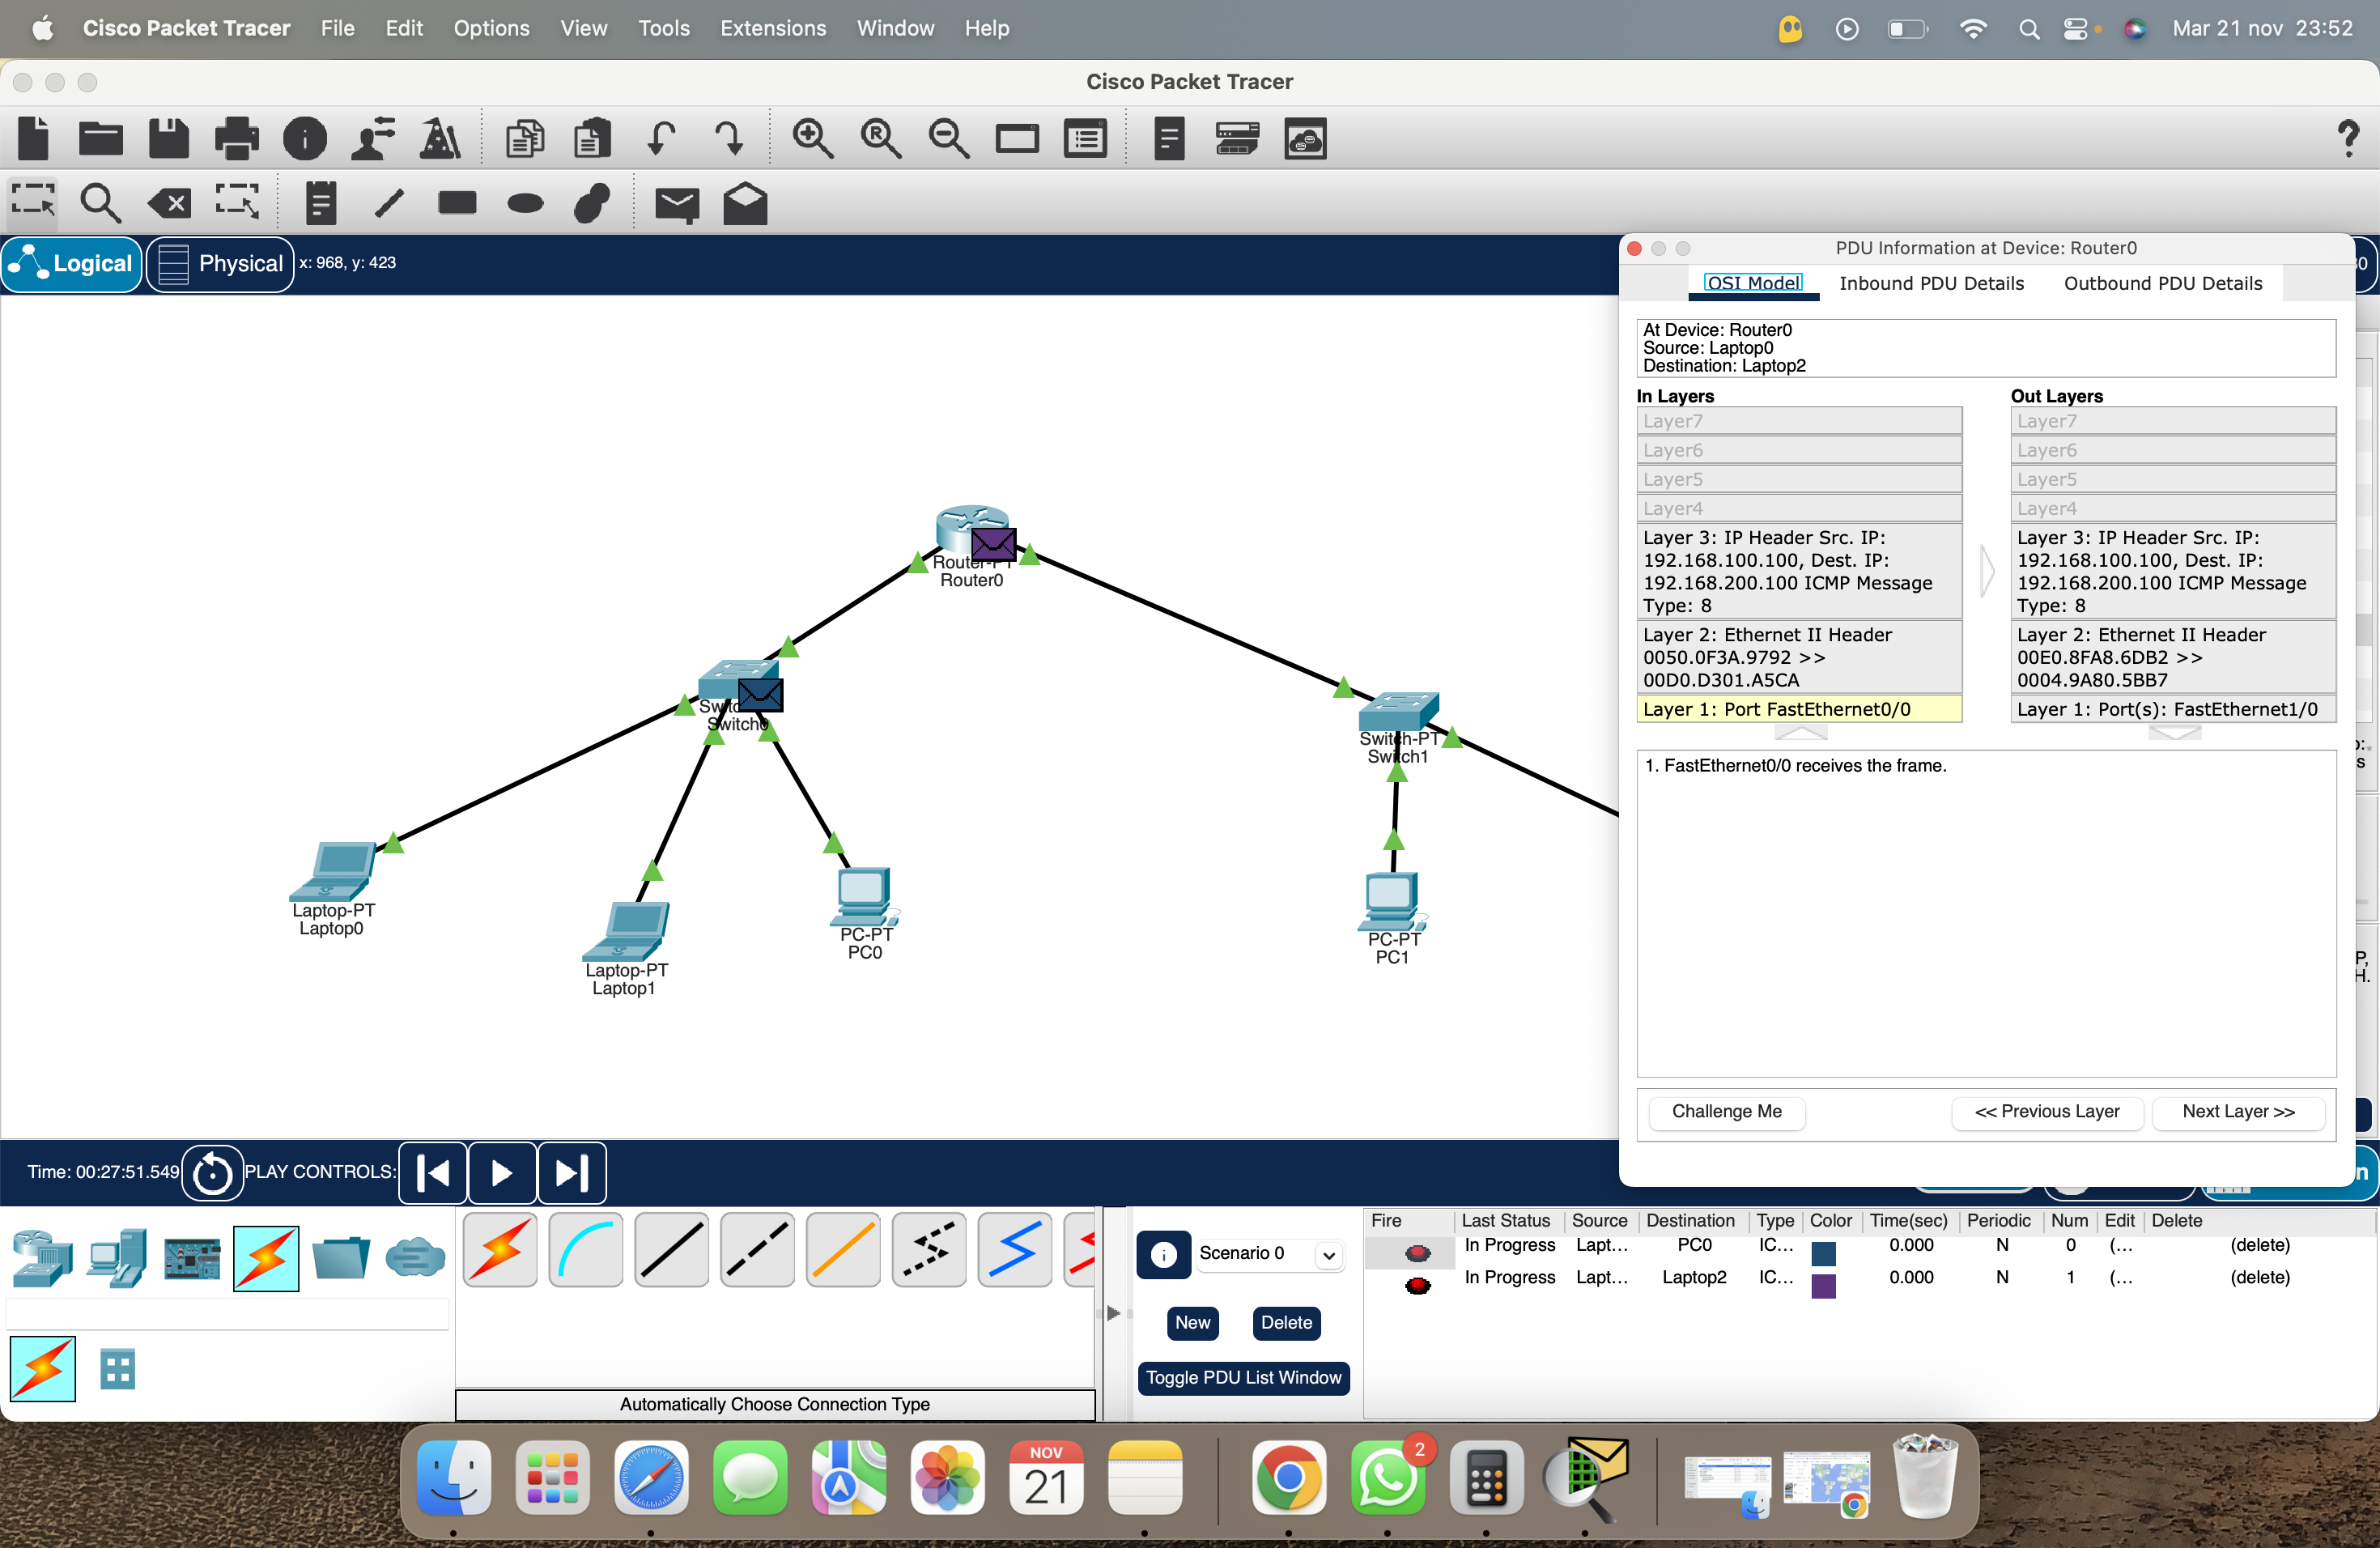 Cisco Packet Tracer File Edit Options View Tools Extensions Window Help Mar 21 nov 23:52
Cisco Packet Tracer
Logical Physical x: 968, y: 423
PDU Information at Device: Router0
OSI Model Inbound PDU Details Outbound PDU Details
At Device: Router0
Source: Laptop0
Destination: Laptop2
In Layers Out Layers
Layer7 Layer7
Layer6 Layer6
Layer5 Layer5
Layer4 Layer4
Layer 3: IP Header Src. IP: Layer 3: IP Header Src. IP:
192.168.100.100, Dest. IP: 192.168.100.100, Dest. IP:
192.168.200.100 ICMP Message 192.168.200.100 ICMP Message
Type: 8 Type: 8
Layer 2: Ethernet II Header Layer 2: Ethernet II Header
0050.0F3A.9792 >> 00E0.8FA8.6DB2 >>
00D0.D301.A5CA 0004.9A80.5BB7
Layer 1: Port FastEthernet0/0 Layer 1: Port(s): FastEthernet1/0
1. FastEthernet0/0 receives the frame.
Challenge Me << Previous Layer Next Layer >>
Router0
Switch0
Switch-PT
Switch1
Laptop-PT
Laptop0
Laptop-PT
Laptop1
PC-PT
PC0
PC-PT
PC1
Time: 00:27:51.549 PLAY CONTROLS:
Scenario 0
New Delete
Toggle PDU List Window
Automatically Choose Connection Type
Fire Last Status Source Destination Type Color Time(sec) Periodic Num Edit Delete
In Progress Lapt... PC0 IC... 0.000 N 0 (... (delete)
In Progress Lapt... Laptop2 IC... 0.000 N 1 (... (delete)
NOV
21
2